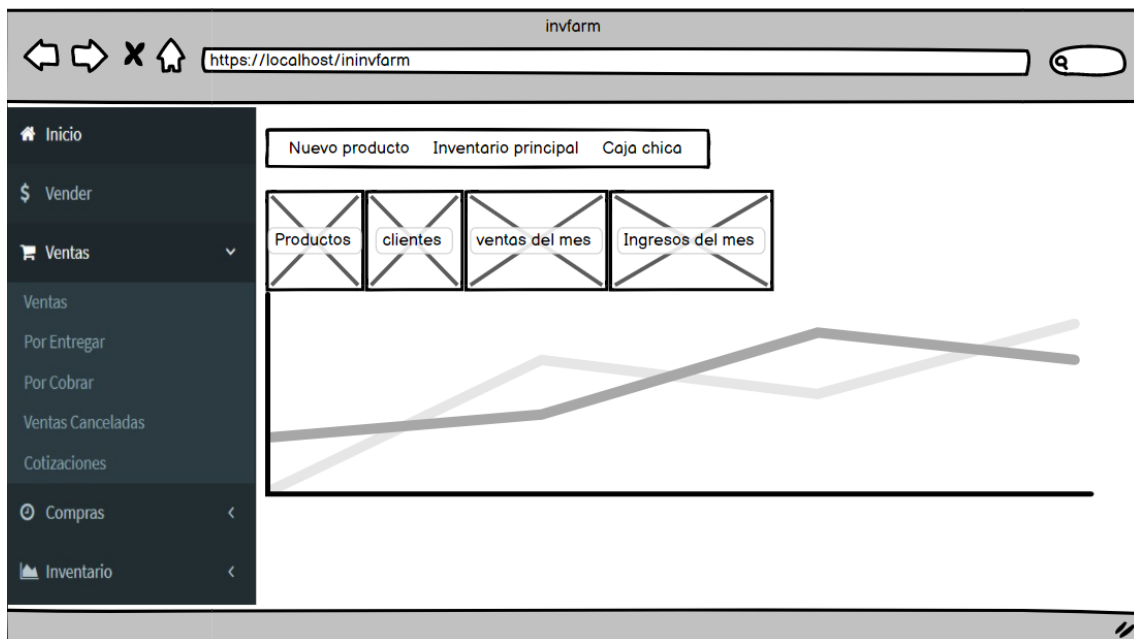 invfarm
https://localhost/ininvfarm
Inicio
Vender
Ventas
Ventas
Por Entregar
Por Cobrar
Ventas Canceladas
Cotizaciones
Compras
Inventario
Nuevo producto Inventario principal Caja chica
Productos clientes ventas del mes Ingresos del mes